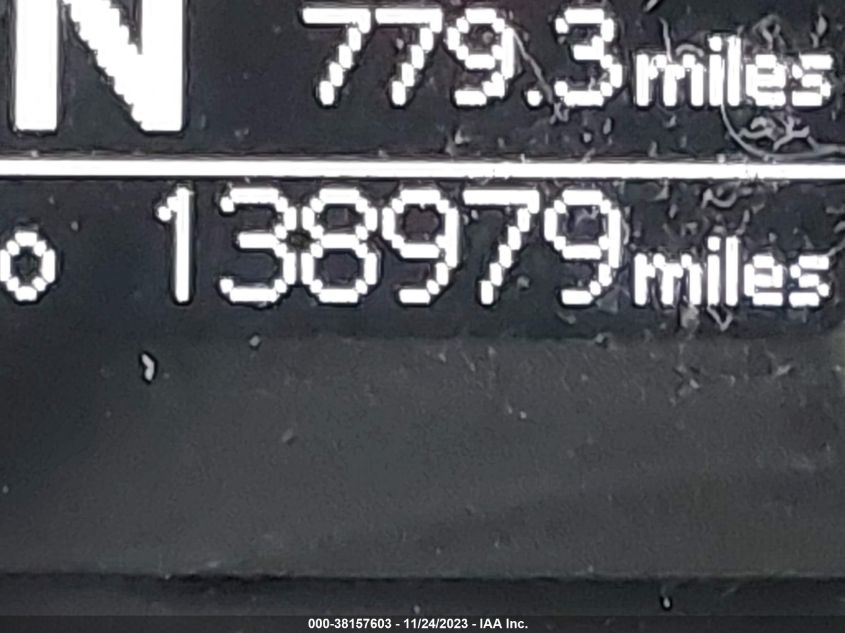 N 779.3 miles
o 138979 miles
000-38157603 - 11/24/2023 - IAA Inc.